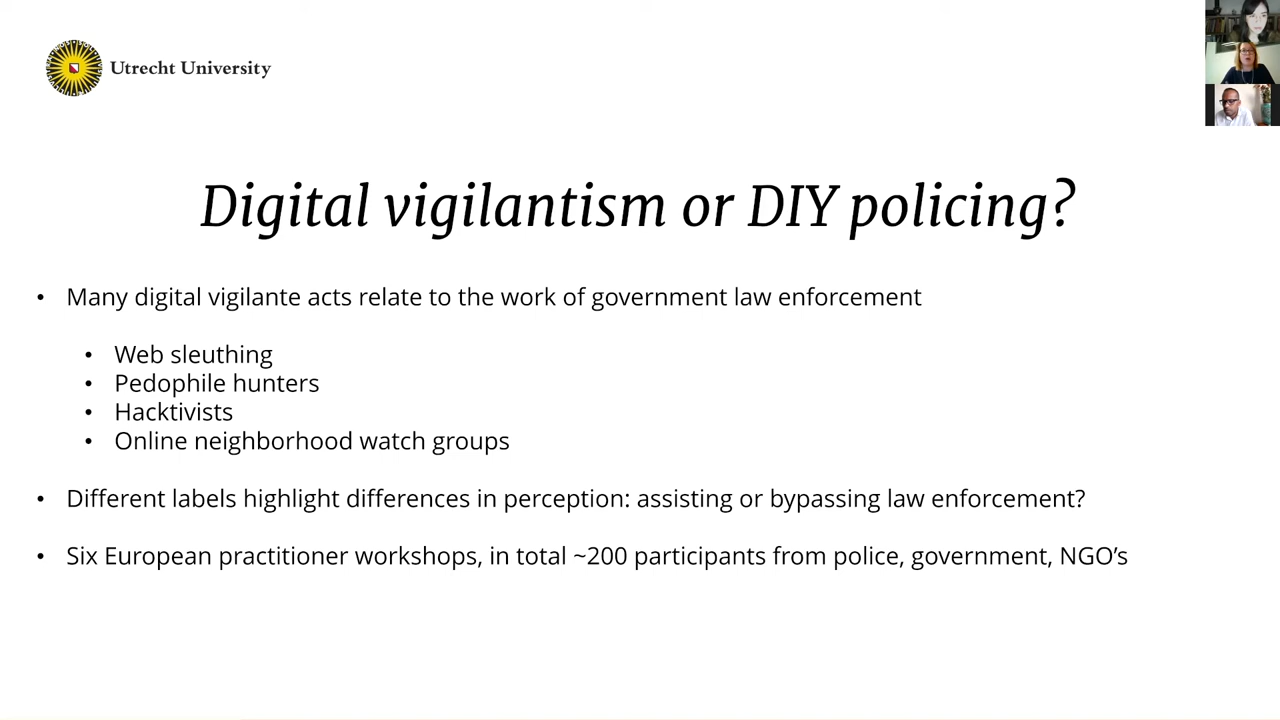 Utrecht University
Digital vigilantism or DIY policing?
• Many digital vigilante acts relate to the work of government law enforcement
• Web sleuthing
• Pedophile hunters
• Hacktivists
• Online neighborhood watch groups
• Different labels highlight differences in perception: assisting or bypassing law enforcement?
• Six European practitioner workshops, in total ~200 participants from police, government, NGO’s